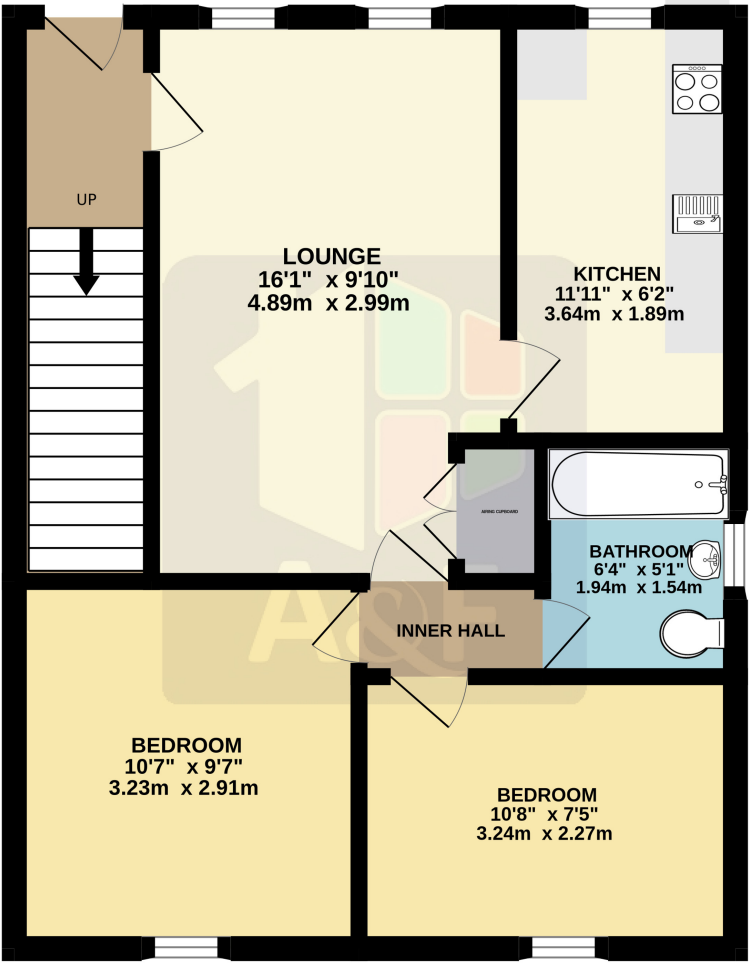 UP
LOUNGE
16'1" x 9'10"
4.89m x 2.99m
KITCHEN
11'11" x 6'2"
3.64m x 1.89m
AIRING CUPBOARD
BATHROOM
6'4" x 5'1"
1.94m x 1.54m
INNER HALL
A&F
BEDROOM
10'7" x 9'7"
3.23m x 2.91m
BEDROOM
10'8" x 7'5"
3.24m x 2.27m